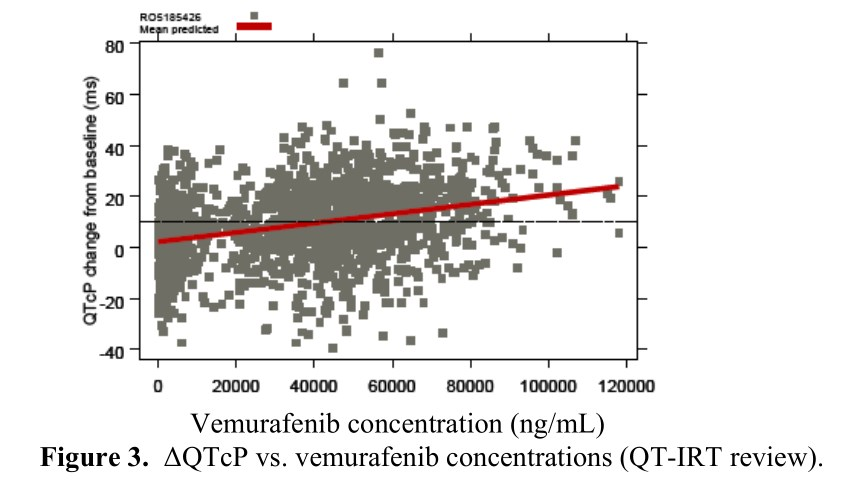 RO5185426
Mean predicted
80
60
40
20
0
-20
-40
QTcP change from baseline (ms)
0 20000 40000 60000 80000 100000 120000
Vemurafenib concentration (ng/mL)
Figure 3. ΔQTcP vs. vemurafenib concentrations (QT-IRT review).